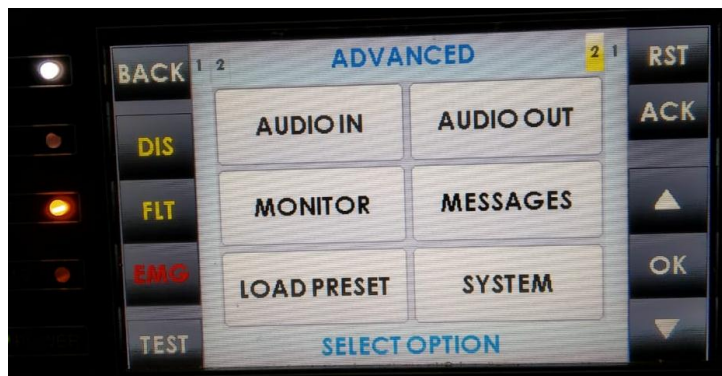 BACK 1 2 ADVANCED 2 1 RST
AUDIO IN AUDIO OUT ACK
DIS
FLT MONITOR MESSAGES
EMG LOAD PRESET SYSTEM OK
TEST SELECT OPTION